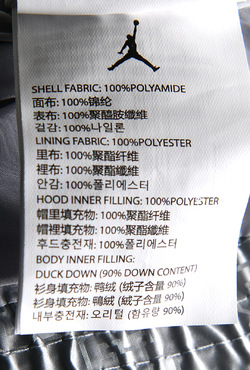 SHELL FABRIC: 100%POLYAMIDE
面布: 100%锦纶
表布: 100%聚醯胺纖維
겉감: 100%나일론
LINING FABRIC: 100%POLYESTER
里布: 100%聚酯纤维
裡布: 100%聚酯纖維
안감: 100%폴리에스터
HOOD INNER FILLING: 100%POLYESTER
帽里填充物: 100%聚酯纤维
帽裡填充物: 100%聚酯纖維
후드충전재: 100%폴리에스터
BODY INNER FILLING:
DUCK DOWN (90% DOWN CONTENT)
衫身填充物: 鸭绒 (绒子含量 90%)
衫身填充物: 鴨絨 (絨子含量 90%)
내부충전재: 오리털 (함유량 90%)